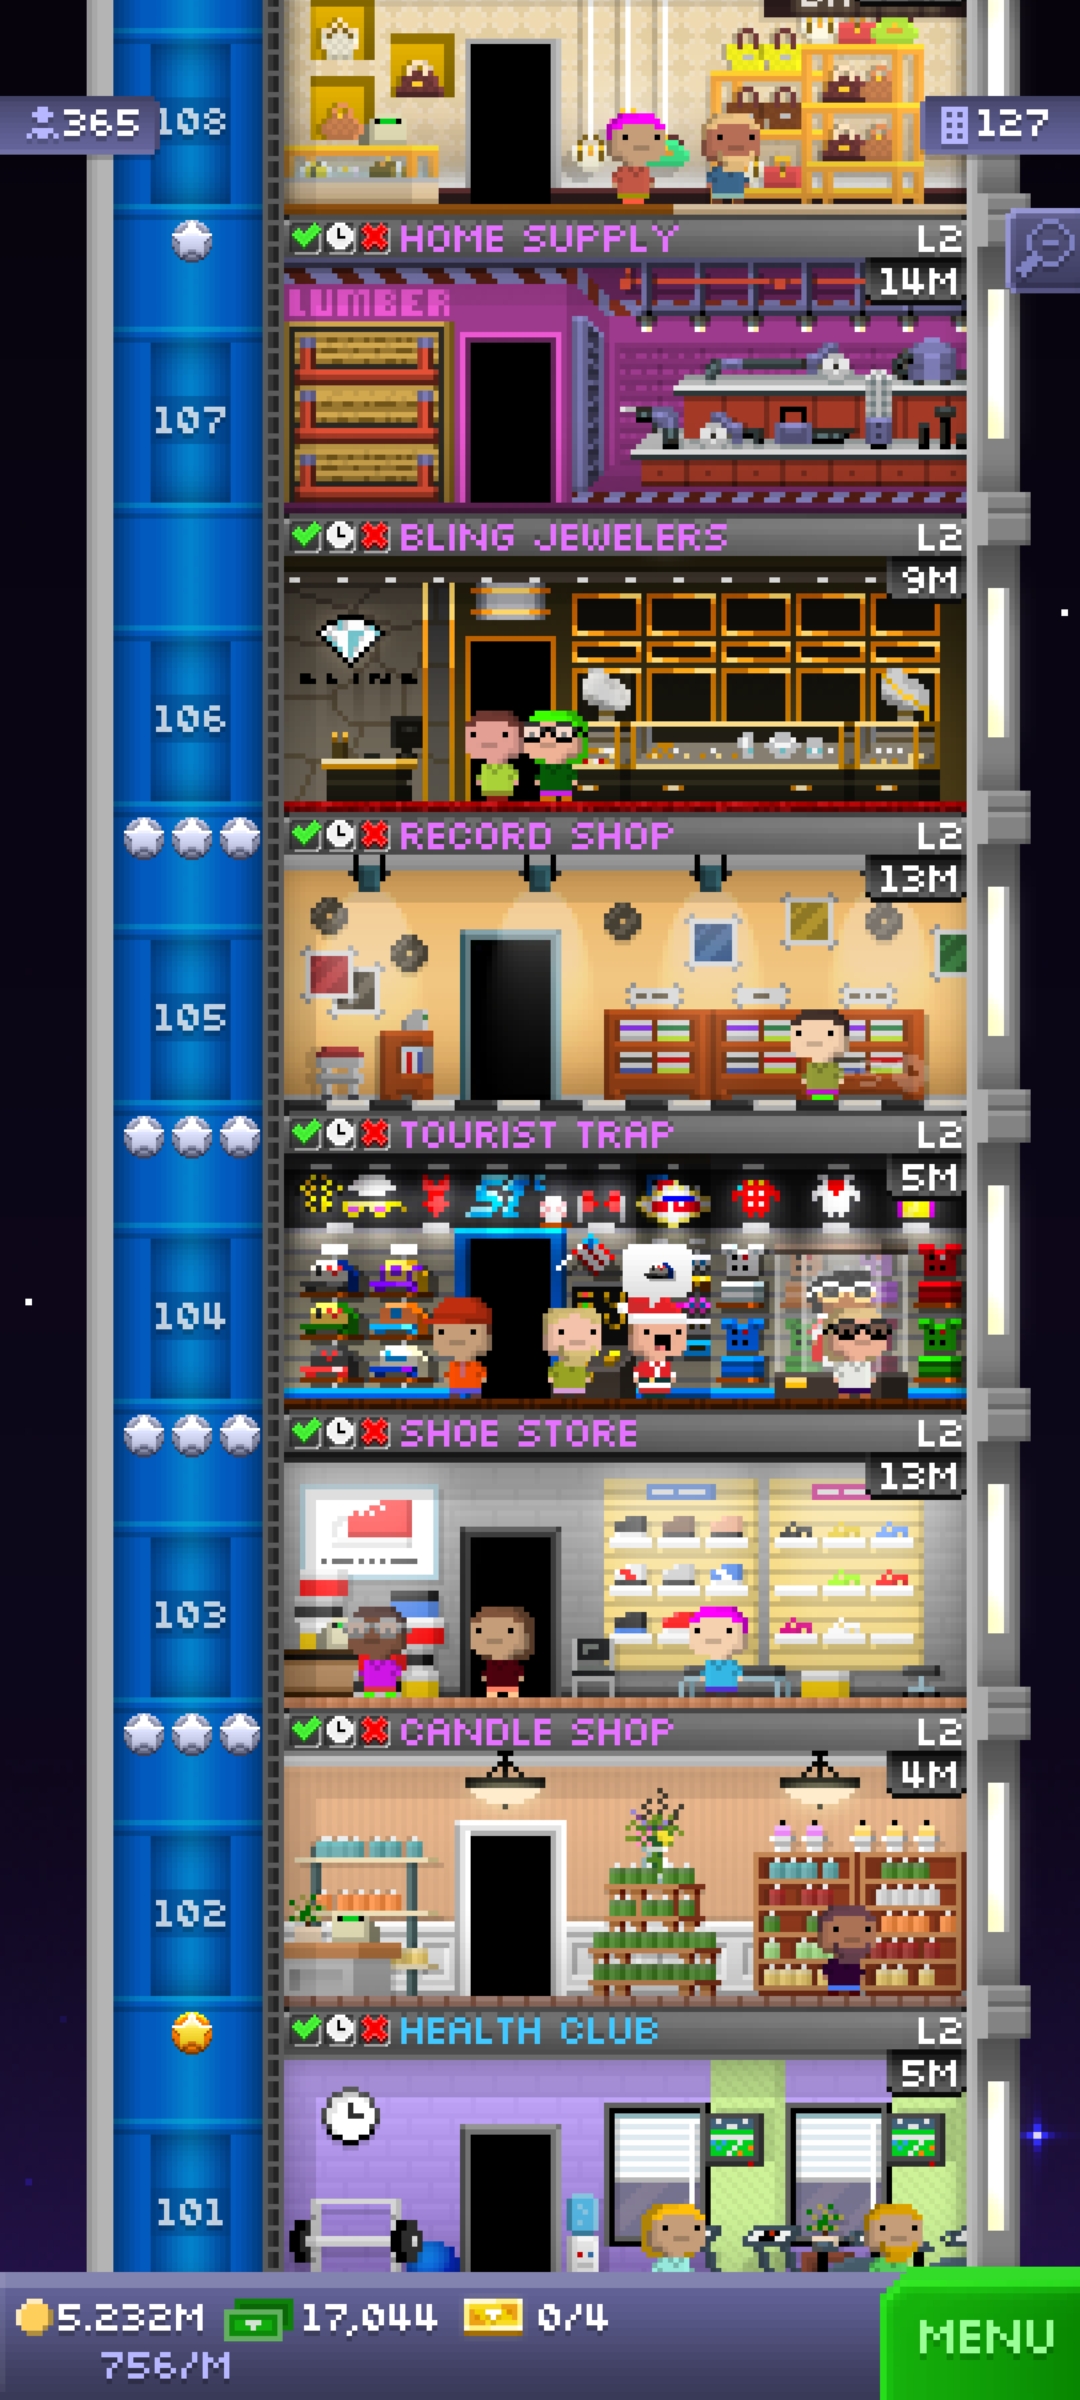 365
108
127
HOME SUPPLY L2
14M
LUMBER
107
BLING JEWELERS L2
9M
BLING
106
RECORD SHOP L2
13M
105
TOURIST TRAP L2
5M
104
SHOE STORE L2
13M
103
CANDLE SHOP L2
4M
102
HEALTH CLUB L2
5M
101
5.232M 17,044 0/4
756/M
MENU